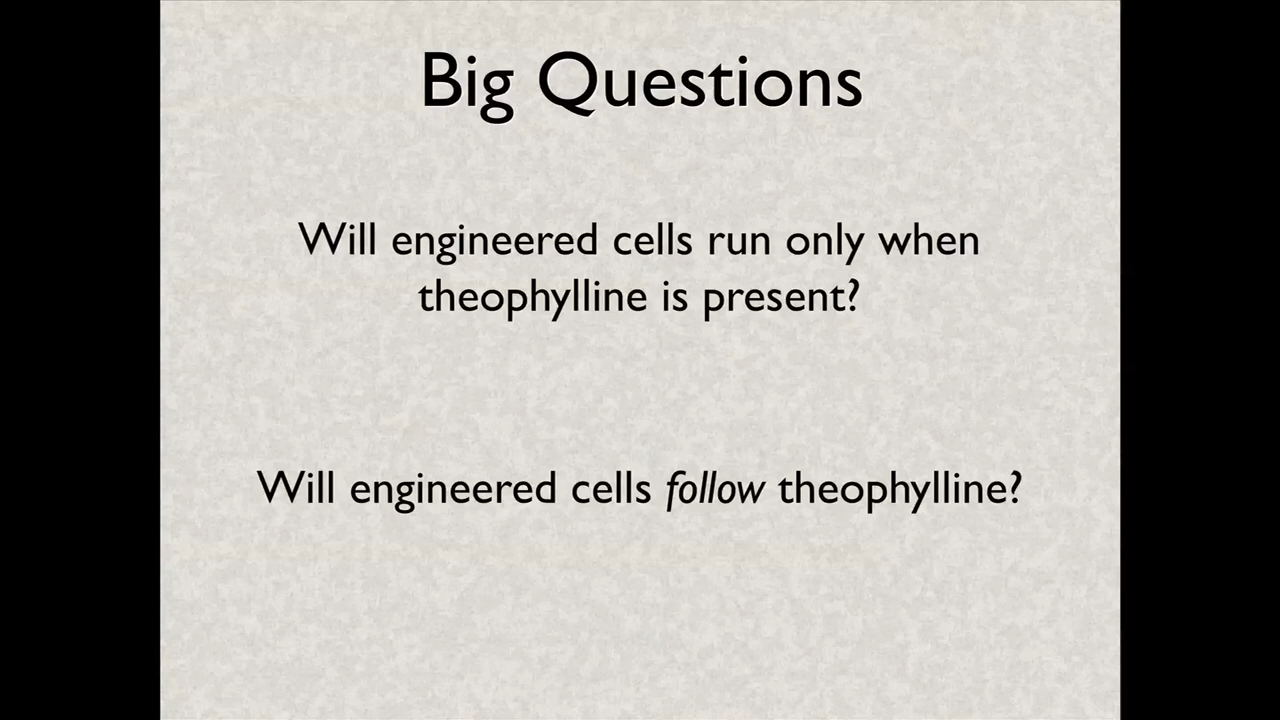 Big Questions
Will engineered cells run only when
theophylline is present?
Will engineered cells follow theophylline?